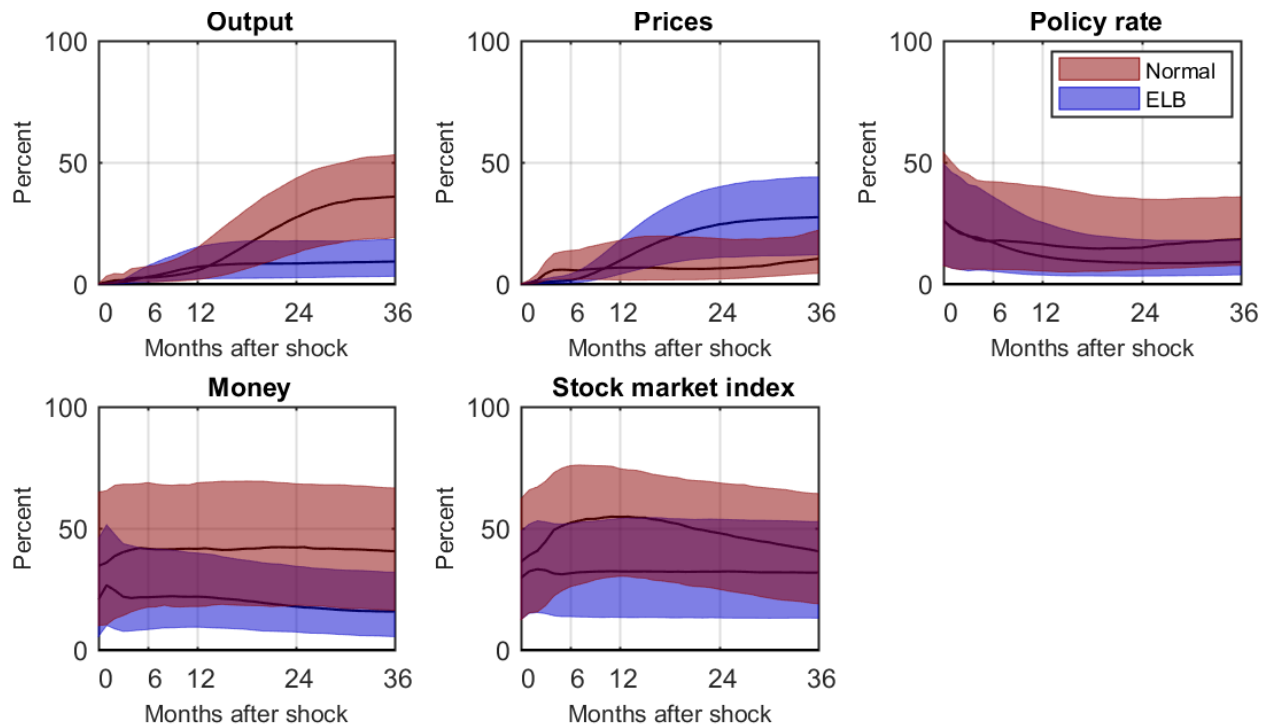 Output
100
50
0
Percent
0 6 12 24 36
Months after shock
Prices
100
50
0
Percent
0 6 12 24 36
Months after shock
Policy rate
Normal
ELB
100
50
0
Percent
0 6 12 24 36
Months after shock
Money
100
50
0
Percent
0 6 12 24 36
Months after shock
Stock market index
100
50
0
Percent
0 6 12 24 36
Months after shock